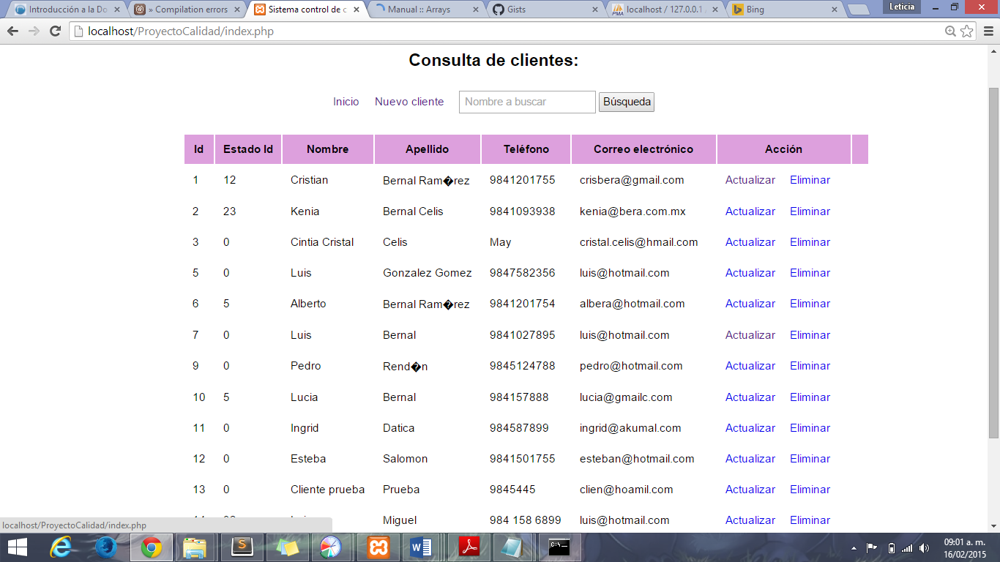 Introducción a la Do
» Compilation errors
Sistema control de c
Manual :: Arrays
Gists
localhost / 127.0.0.1
Bing
Leticia
localhost/ProyectoCalidad/index.php
Consulta de clientes:
Inicio Nuevo cliente Nombre a buscar Búsqueda
Id Estado Id Nombre Apellido Teléfono Correo electrónico Acción
1 12 Cristian Bernal Ram�rez 9841201755 crisbera@gmail.com Actualizar Eliminar
2 23 Kenia Bernal Celis 9841093938 kenia@bera.com.mx Actualizar Eliminar
3 0 Cintia Cristal Celis May cristal.celis@hmail.com Actualizar Eliminar
5 0 Luis Gonzalez Gomez 9847582356 luis@hotmail.com Actualizar Eliminar
6 5 Alberto Bernal Ram�rez 9841201754 albera@hotmail.com Actualizar Eliminar
7 0 Luis Bernal 9841027895 luis@hotmail.com Actualizar Eliminar
9 0 Pedro Rend�n 9845124788 pedro@hotmail.com Actualizar Eliminar
10 5 Lucia Bernal 984157888 lucia@gmailc.com Actualizar Eliminar
11 0 Ingrid Datica 984587899 ingrid@akumal.com Actualizar Eliminar
12 0 Esteba Salomon 9841501755 esteban@hotmail.com Actualizar Eliminar
13 0 Cliente prueba Prueba 9845445 clien@hoamil.com Actualizar Eliminar
Miguel 984 158 6899 luis@hotmail.com Actualizar Eliminar
localhost/ProyectoCalidad/index.php
09:01 a. m.
16/02/2015